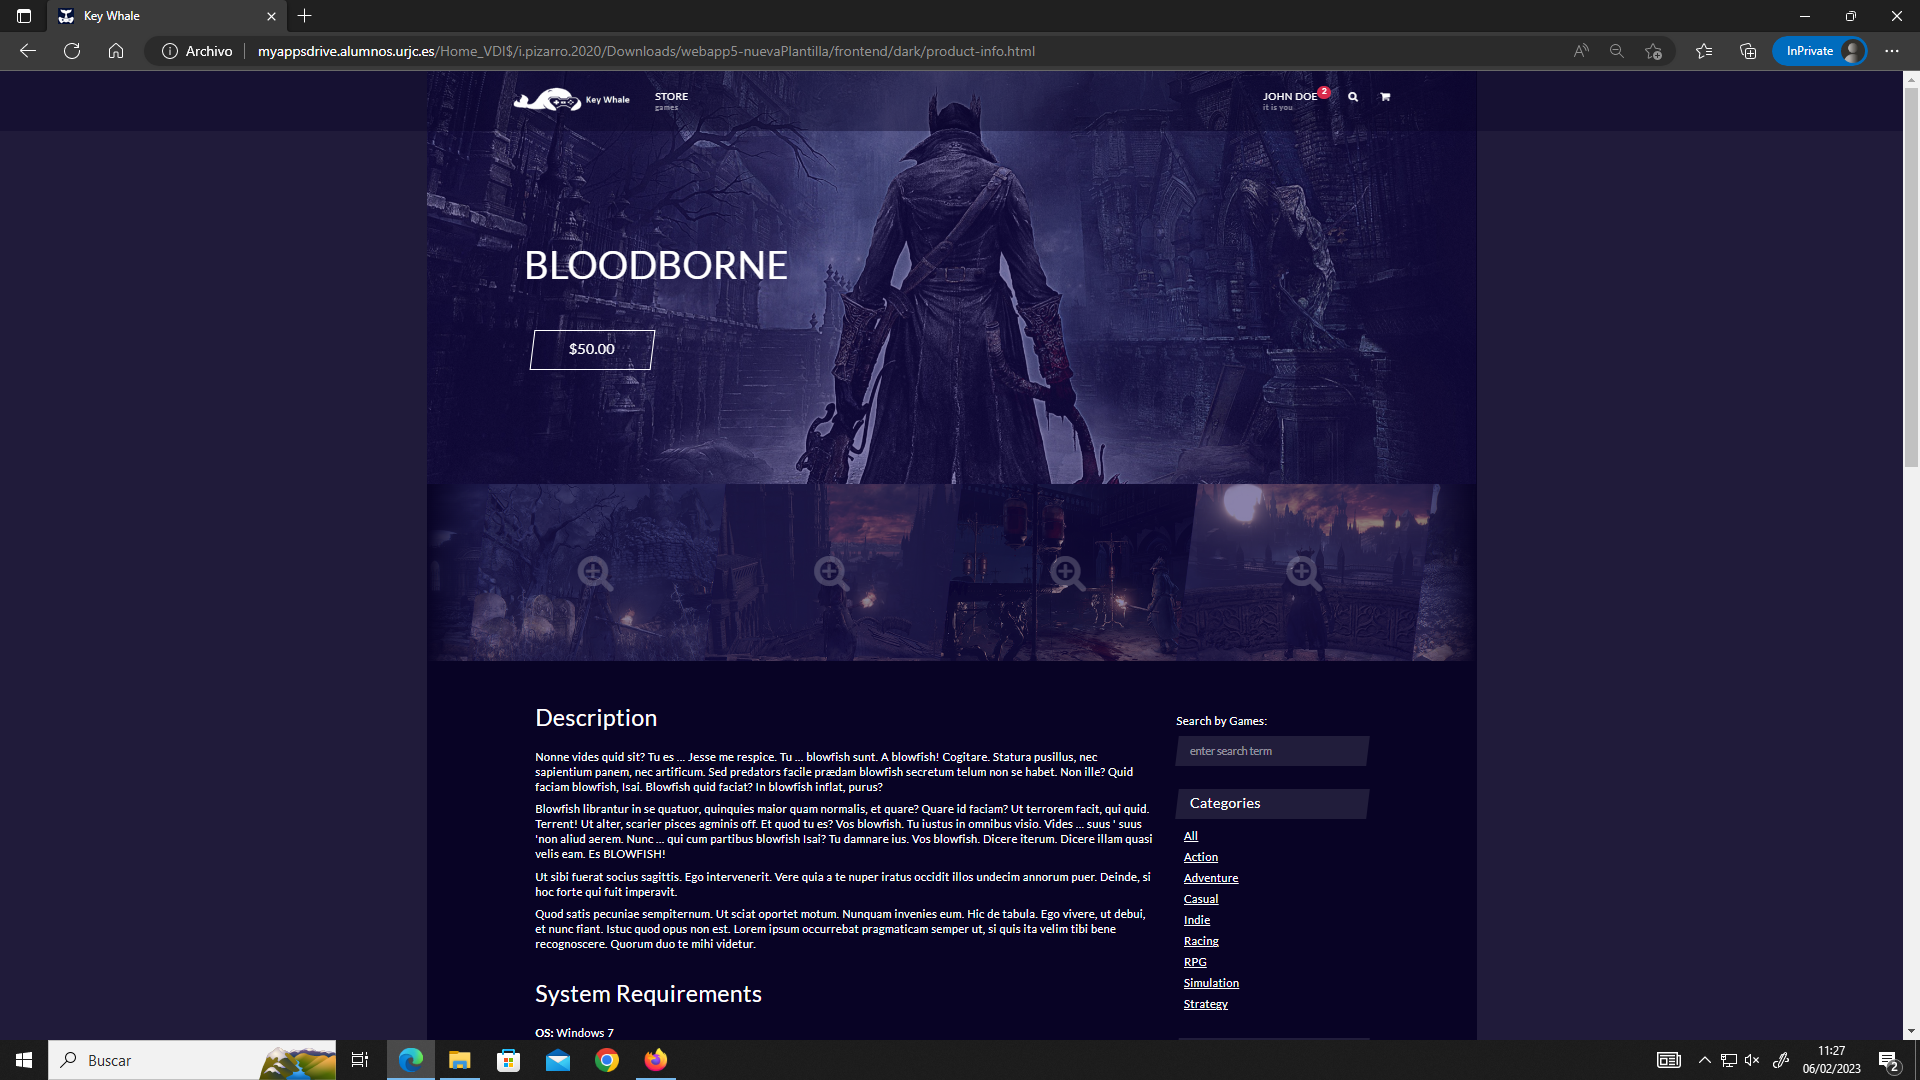 Key Whale
Archivo
myappsdrive.alumnos.urjc.es/Home_VDI$/i.pizarro.2020/Downloads/webapp5-nuevaPlantilla/frontend/dark/product-info.html
InPrivate
Key Whale
STORE
games
JOHN DOE
2
it is you
BLOODBORNE
$50.00
Description
Nonne vides quid sit? Tu es ... Jesse me respice. Tu ... blowfish sunt. A blowfish! Cogitare. Statura pusillus, nec
sapientium panem, nec artificum. Sed predators facile prædam blowfish secretum telum non se habet. Non ille? Quid
faciam blowfish, Isai. Blowfish quid faciat? In blowfish inflat, purus?
Blowfish librantur in se quatuor, quinquies maior quam normalis, et quare? Quare id faciam? Ut terrorem facit, qui quid.
Terrent! Ut alter, scarier pisces agminis off. Et quod tu es? Vos blowfish. Tu iustus in omnibus visio. Vides ... suus ' suus
'non aliud aerem. Nunc ... qui cum partibus blowfish Isai? Tu damnare ius. Vos blowfish. Dicere iterum. Dicere illam quasi
velis eam. Es BLOWFISH!
Ut sibi fuerat socius sagittis. Ego intervenerit. Vere quia a te nuper iratus occidit illos undecim annorum puer. Deinde, si
hoc forte qui fuit imperavit.
Quod satis pecuniae sempiternum. Ut sciat oportet motum. Nunquam invenies eum. Hic de tabula. Ego vivere, ut debui,
et nunc fiant. Istuc quod opus non est. Lorem ipsum occurrebat pragmaticam semper ut, si quis ita velim tibi bene
recognoscere. Quorum duo te mihi videtur.
System Requirements
OS: Windows 7
Search by Games:
enter search term
Categories
All
Action
Adventure
Casual
Indie
Racing
RPG
Simulation
Strategy
Buscar
11:27
06/02/2023
2